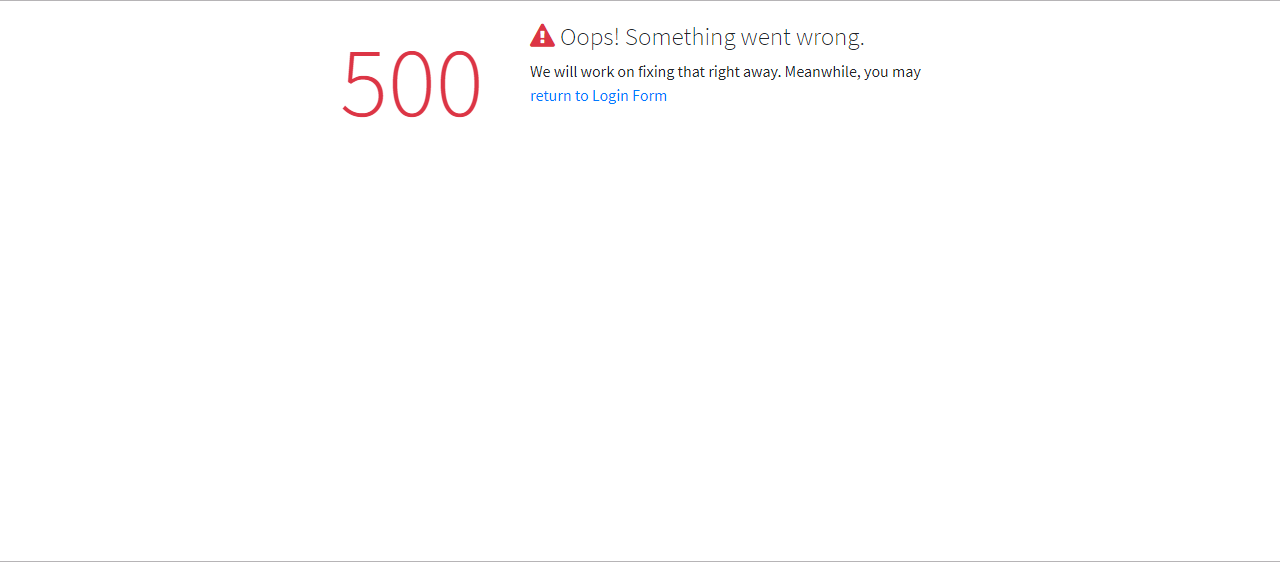 500
Oops! Something went wrong.
We will work on fixing that right away. Meanwhile, you may
return to Login Form